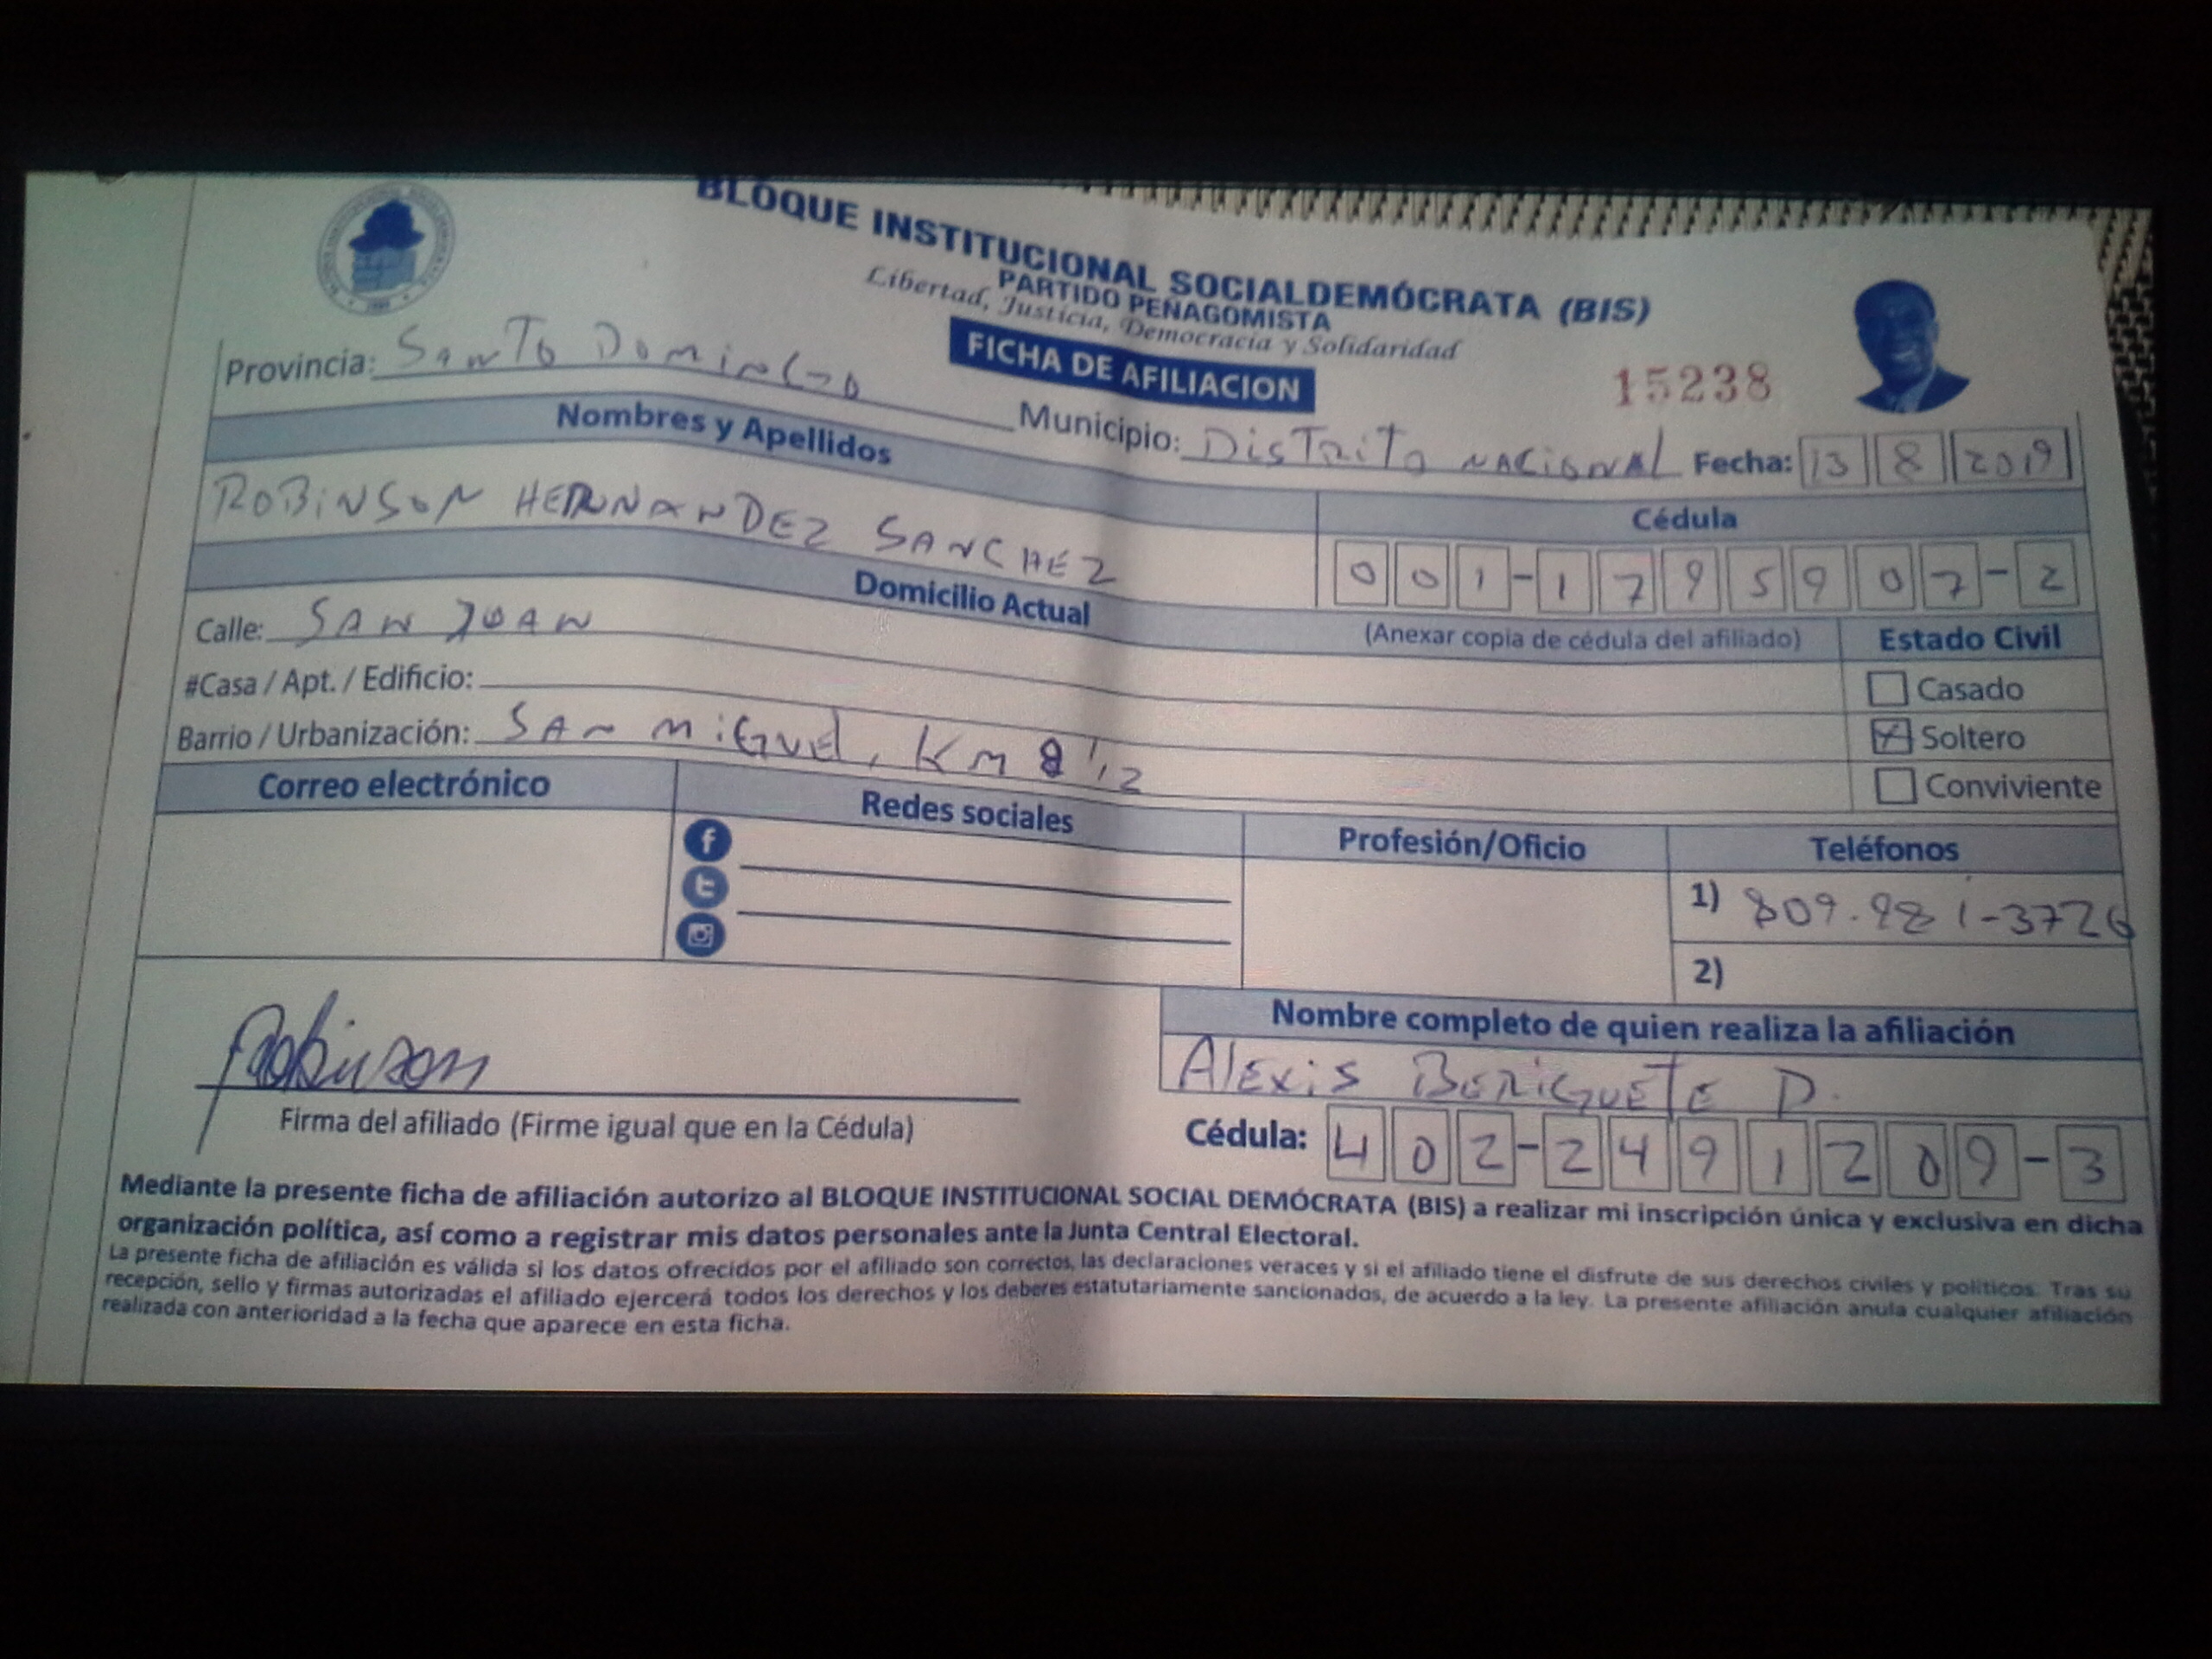 BLOQUE INSTITUCIONAL SOCIALDEMÓCRATA (BIS)
PARTIDO PEÑAGOMISTA
Libertad, Justicia, Democracia y Solidaridad
FICHA DE AFILIACION
15238
Provincia: SANTO DOMINGO Municipio: DISTRITO NACIONAL Fecha: 13 8 2019
Nombres y Apellidos
Cédula
ROBINSON HERNANDEZ SANCHEZ
001-1795907-2
Domicilio Actual
(Anexar copia de cédula del afiliado)
Estado Civil
Calle: SAN JUAN
#Casa / Apt. / Edificio:
Barrio / Urbanización: SAN MIGUEL, KM 8 1/2
Casado
Soltero
Conviviente
Correo electrónico Redes sociales Profesión/Oficio Teléfonos
1) 809-981-3726
2)
Robinson
Firma del afiliado (Firme igual que en la Cédula)
Nombre completo de quien realiza la afiliación
Alexis BERIGUETE D.
Cédula: 402-2491209-3
Mediante la presente ficha de afiliación autorizo al BLOQUE INSTITUCIONAL SOCIAL DEMÓCRATA (BIS) a realizar mi inscripción única y exclusiva en dicha
organización política, así como a registrar mis datos personales ante la Junta Central Electoral.
La presente ficha de afiliación es válida si los datos ofrecidos por el afiliado son correctos, las declaraciones veraces y si el afiliado tiene el disfrute de sus derechos civiles y políticos. Tras su
recepción, sello y firmas autorizadas el afiliado ejercerá todos los derechos y los deberes estatutariamente sancionados, de acuerdo a la ley. La presente afiliación anula cualquier afiliación
realizada con anterioridad a la fecha que aparece en esta ficha.